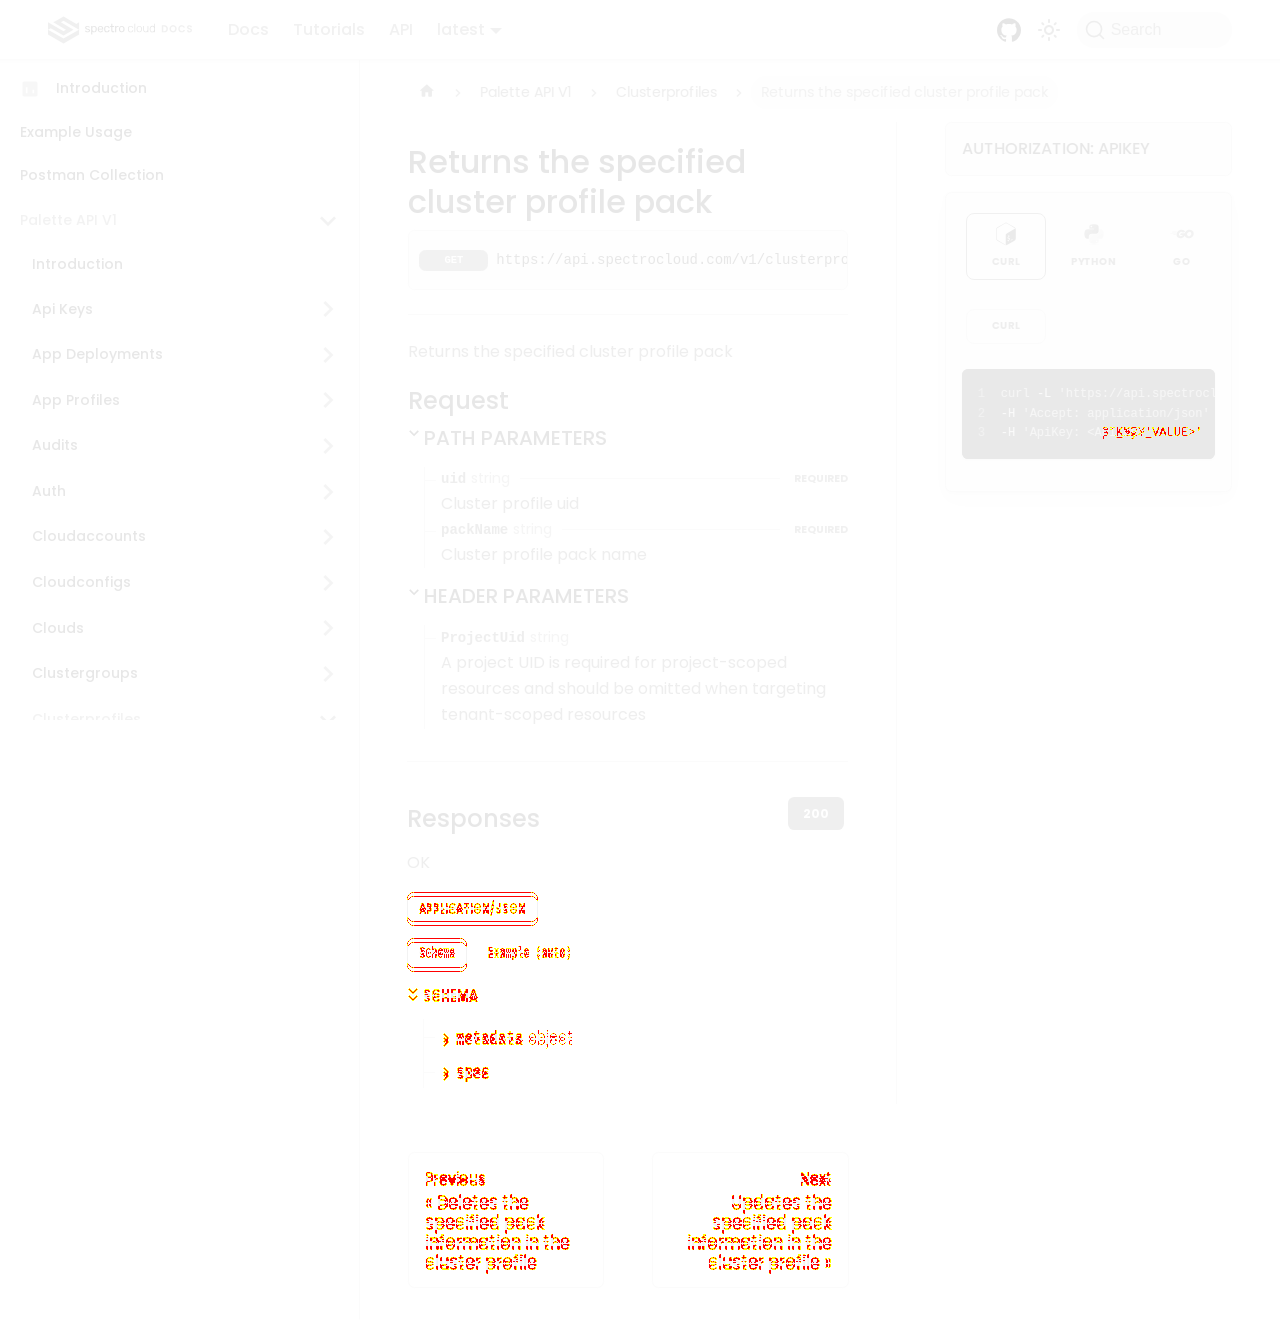 spectro cloud DOCS
Docs Tutorials API latest
Search
Introduction
Example Usage
Postman Collection
Palette API V1
Introduction
Api Keys
App Deployments
App Profiles
Audits
Auth
Cloudaccounts
Cloudconfigs
Clouds
Clustergroups
Clusterprofiles
Palette API V1 > Clusterprofiles > Returns the specified cluster profile pack
Returns the specified
cluster profile pack
GET https://api.spectrocloud.com/v1/clusterpro
Returns the specified cluster profile pack
Request
PATH PARAMETERS
uid string REQUIRED
Cluster profile uid
packName string REQUIRED
Cluster profile pack name
HEADER PARAMETERS
ProjectUid string
A project UID is required for project-scoped
resources and should be omitted when targeting
tenant-scoped resources
Responses 200
OK
APPLICATION/JSON
Schema Example (auto)
SCHEMA
metadata object
spec
Previous
« Deletes the
specified pack
information in the
cluster profile
Next
Updates the
specified pack
information in the
cluster profile »
AUTHORIZATION: APIKEY
CURL PYTHON GO
CURL
1 curl -L 'https://api.spectrocl
2 -H 'Accept: application/json'
3 -H 'ApiKey: